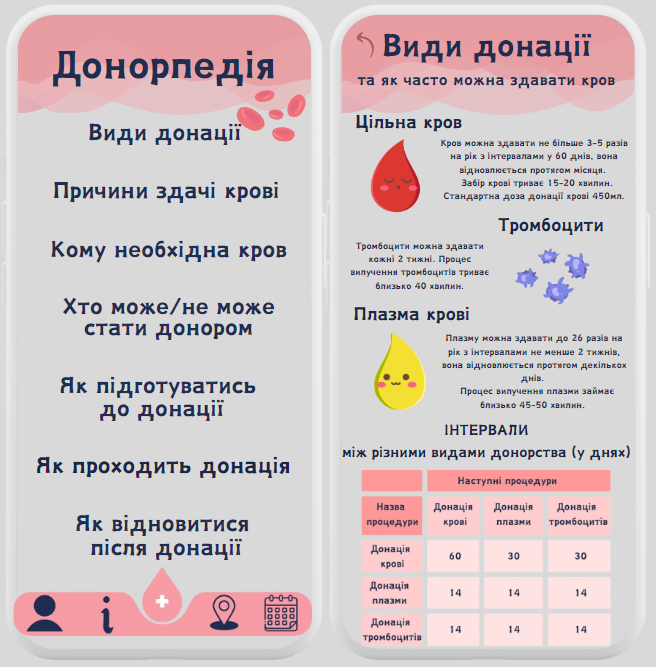 Донорпедія
Види донації
Причини здачі крові
Кому необхідна кров
Хто може/не може
стати донором
Як підготуватись
до донації
Як проходить донація
Як відновитися
після донації
Види донації
та як часто можна здавати кров
Цільна кров
Кров можна здавати не більше 3-5 разів
на рік з інтервалами у 60 днів, вона
відновлюється протягом місяця.
Забір крові триває 15-20 хвилин.
Стандартна доза донації крові 450мл.
Тромбоцити
Тромбоцити можна здавати
кожні 2 тижні. Процес
вилучення тромбоцитів триває
близько 40 хвилин.
Плазма крові
Плазму можна здавати до 26 разів на
рік з інтервалами не менше 2 тижнів,
вона відновлюється протягом декількох
днів.
Процес вилучення плазми займає
близько 45-50 хвилин.
ІНТЕРВАЛИ
між різними видами донорства (у днях)
Наступні процедури
Назва процедури Донація крові Донація плазми Донація тромбоцитів
Донація крові 60 30 30
Донація плазми 14 14 14
Донація тромбоцитів 14 14 14